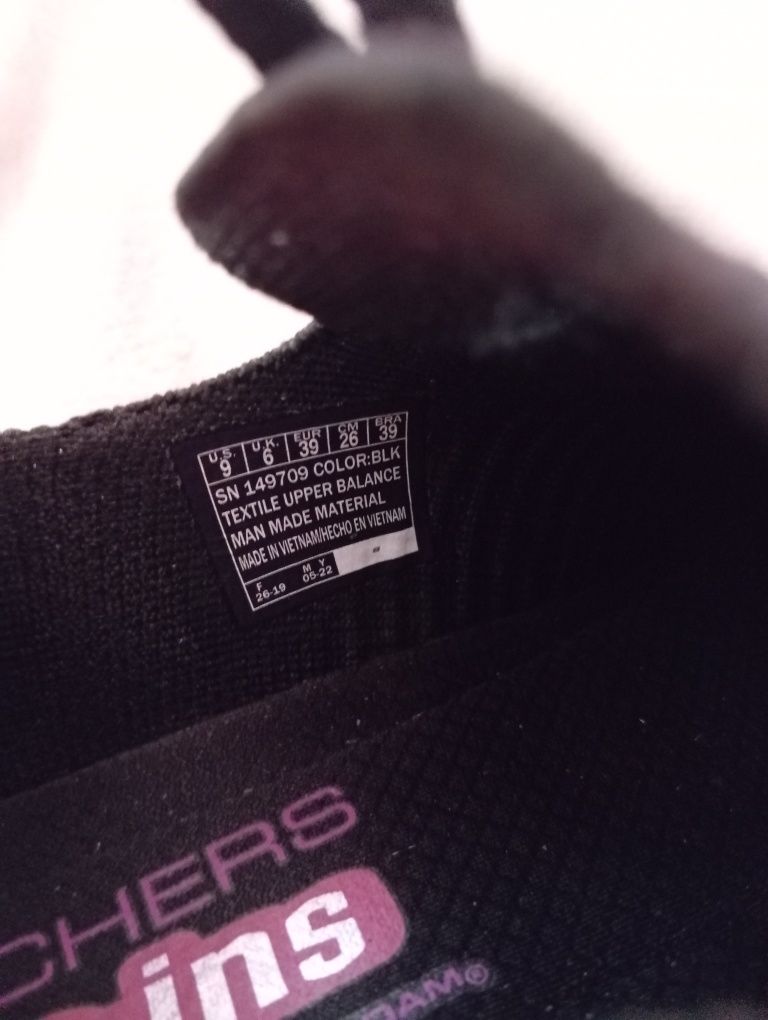 U.S. U.K. EUR CM BRA
9 6 39 26 39
SN 149709 COLOR:BLK
TEXTILE UPPER BALANCE
MAN MADE MATERIAL
MADE IN VIETNAM/HECHO EN VIETNAM
F M Y
26-19 05-22
CHERS
ins
OAM®